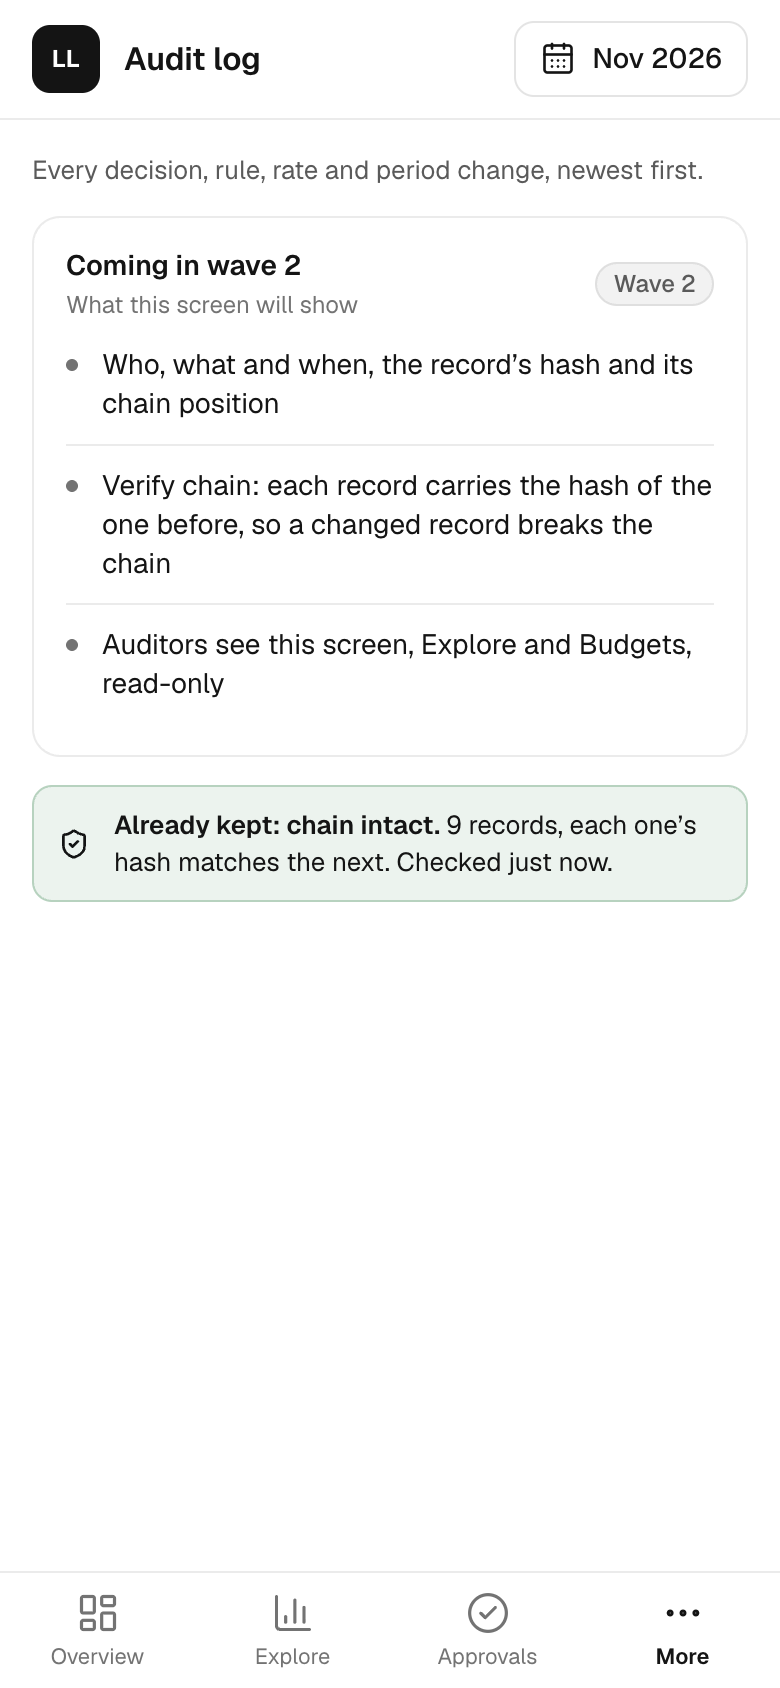 LL
Audit log
Nov 2026
Every decision, rule, rate and period change, newest first.
Coming in wave 2
What this screen will show
Wave 2
Who, what and when, the record’s hash and its
chain position
Verify chain: each record carries the hash of the
one before, so a changed record breaks the
chain
Auditors see this screen, Explore and Budgets,
read-only
Already kept: chain intact. 9 records, each one’s
hash matches the next. Checked just now.
Overview
Explore
Approvals
More